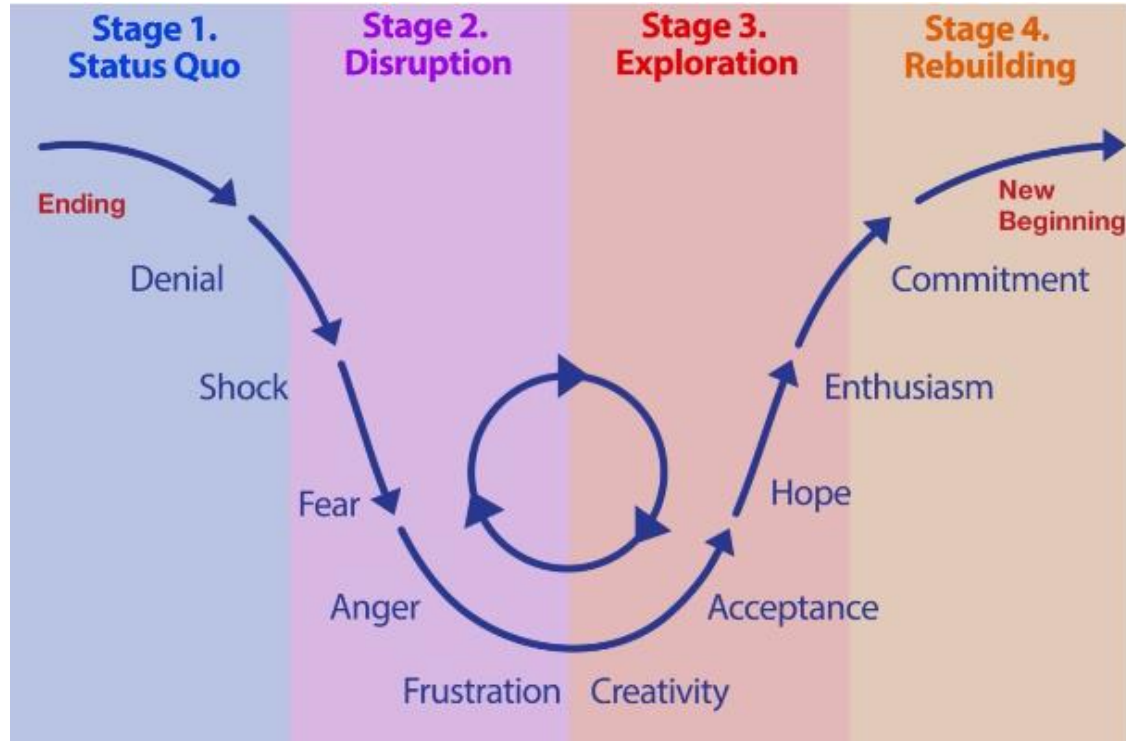 Stage 1.
Status Quo
Stage 2.
Disruption
Stage 3.
Exploration
Stage 4.
Rebuilding
Ending
Denial
Shock
Fear
Anger
Frustration
Creativity
Acceptance
Hope
Enthusiasm
Commitment
New
Beginning